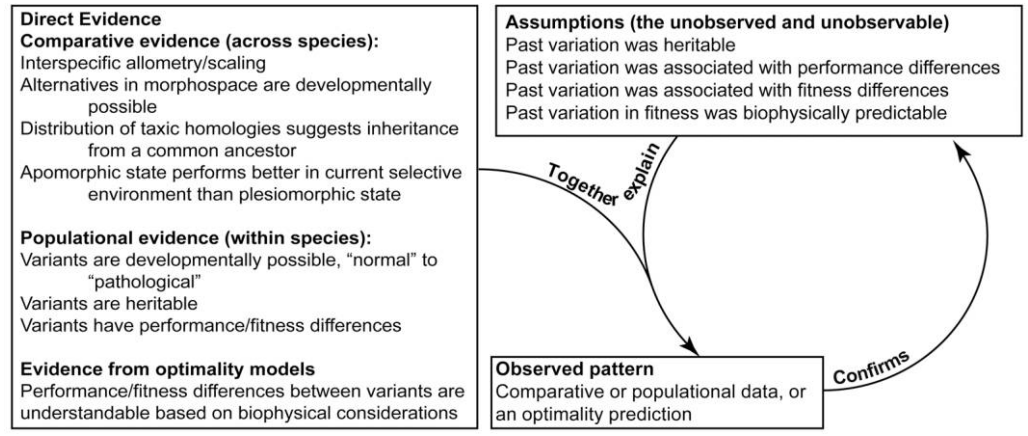 Direct Evidence
Comparative evidence (across species):
Interspecific allometry/scaling
Alternatives in morphospace are developmentally
possible
Distribution of taxic homologies suggests inheritance
from a common ancestor
Apomorphic state performs better in current selective
environment than plesiomorphic state
Populational evidence (within species):
Variants are developmentally possible, “normal” to
“pathological”
Variants are heritable
Variants have performance/fitness differences
Evidence from optimality models
Performance/fitness differences between variants are
understandable based on biophysical considerations
Assumptions (the unobserved and unobservable)
Past variation was heritable
Past variation was associated with performance differences
Past variation was associated with fitness differences
Past variation in fitness was biophysically predictable
Together explain
Observed pattern
Comparative or populational data, or
an optimality prediction
Confirms